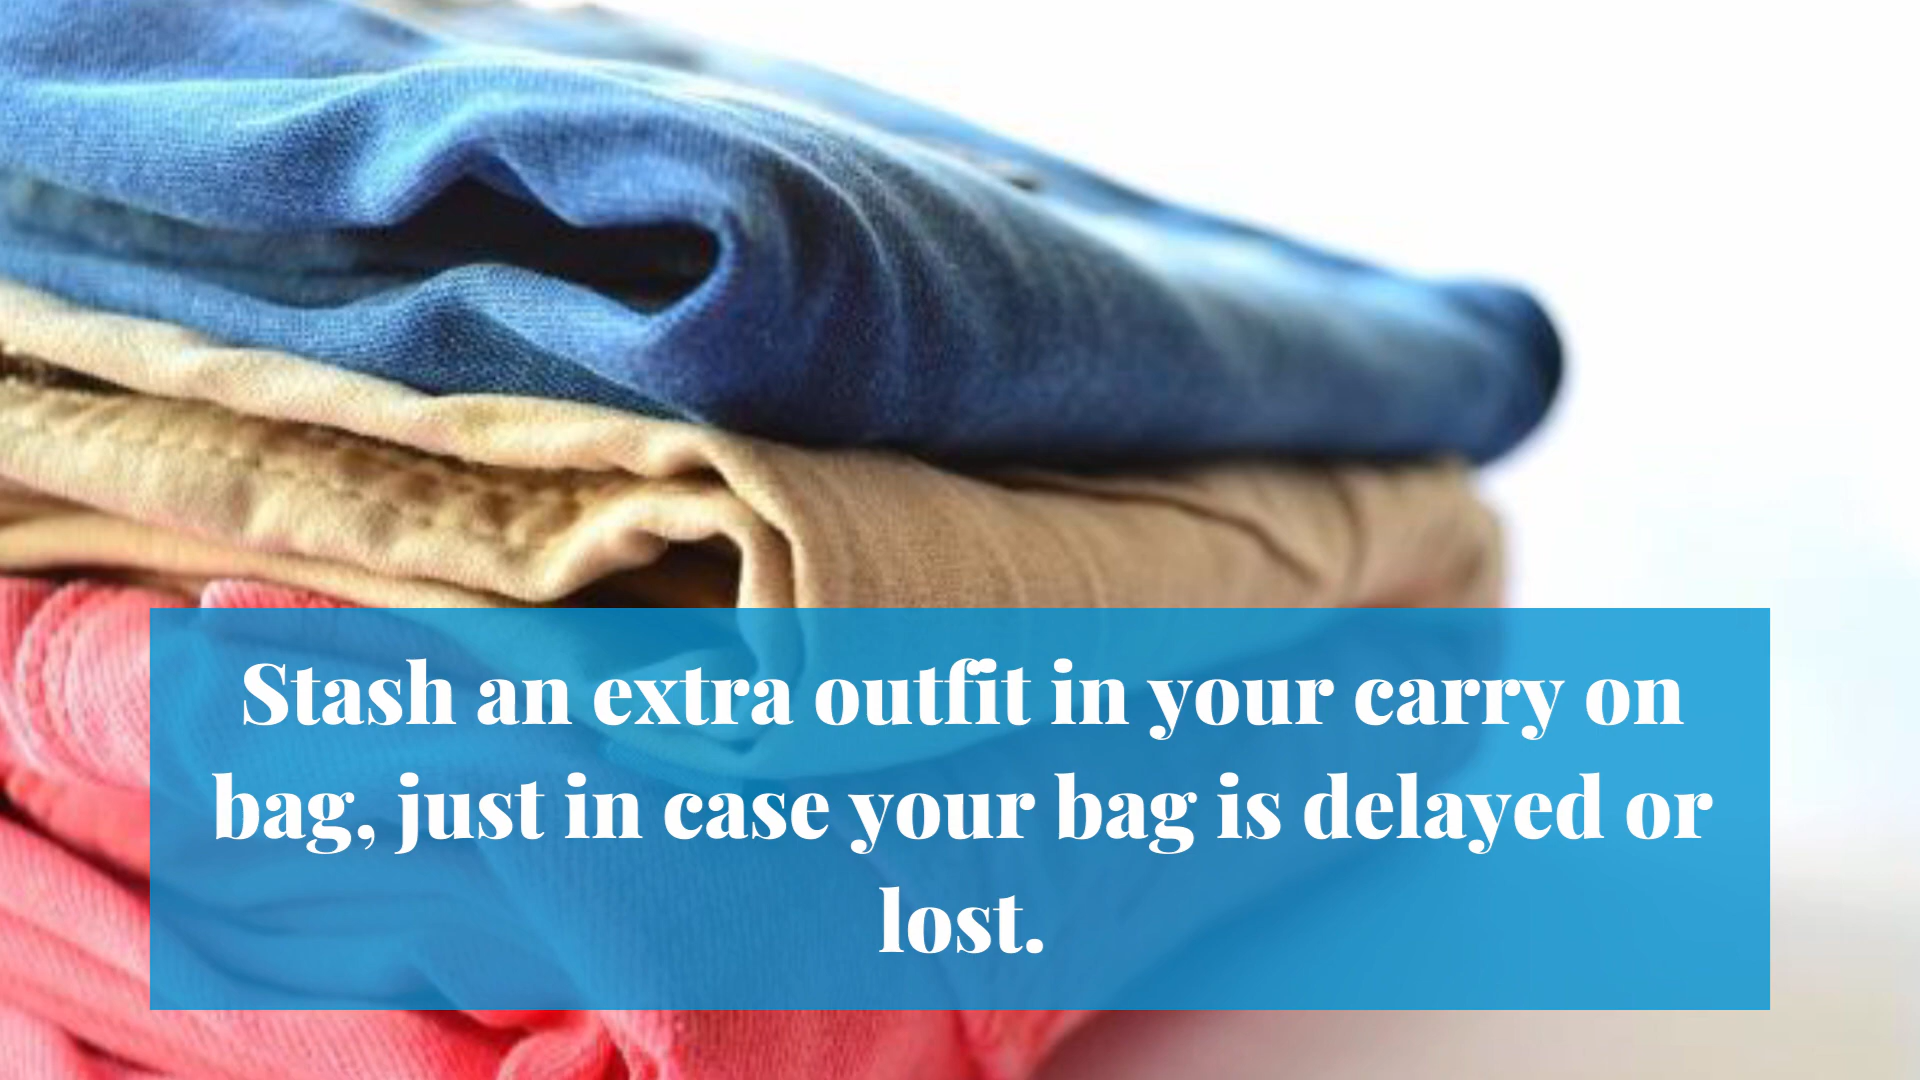 Stash an extra outfit in your carry on
bag, just in case your bag is delayed or
lost.